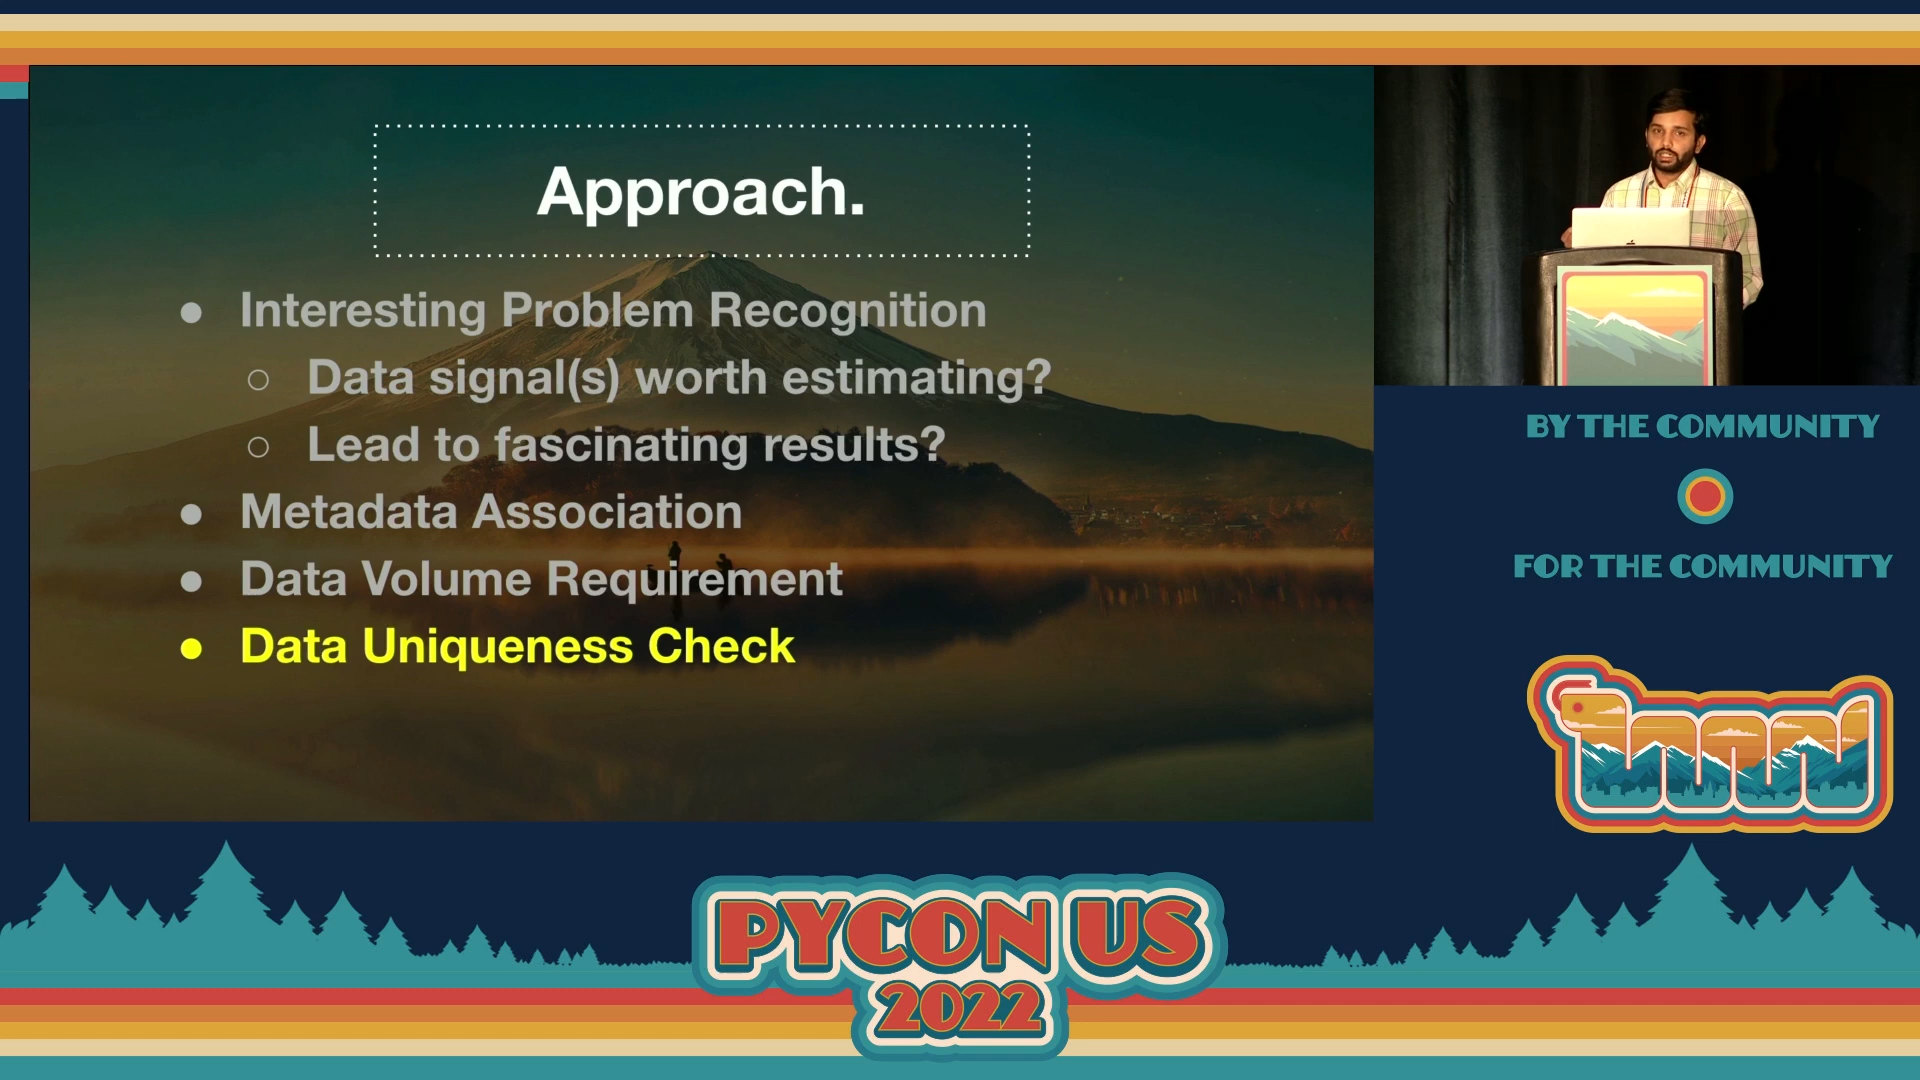 Approach.
Interesting Problem Recognition
Data signal(s) worth estimating?
Lead to fascinating results?
Metadata Association
Data Volume Requirement
Data Uniqueness Check
BY THE COMMUNITY
FOR THE COMMUNITY
PYCON US
2022